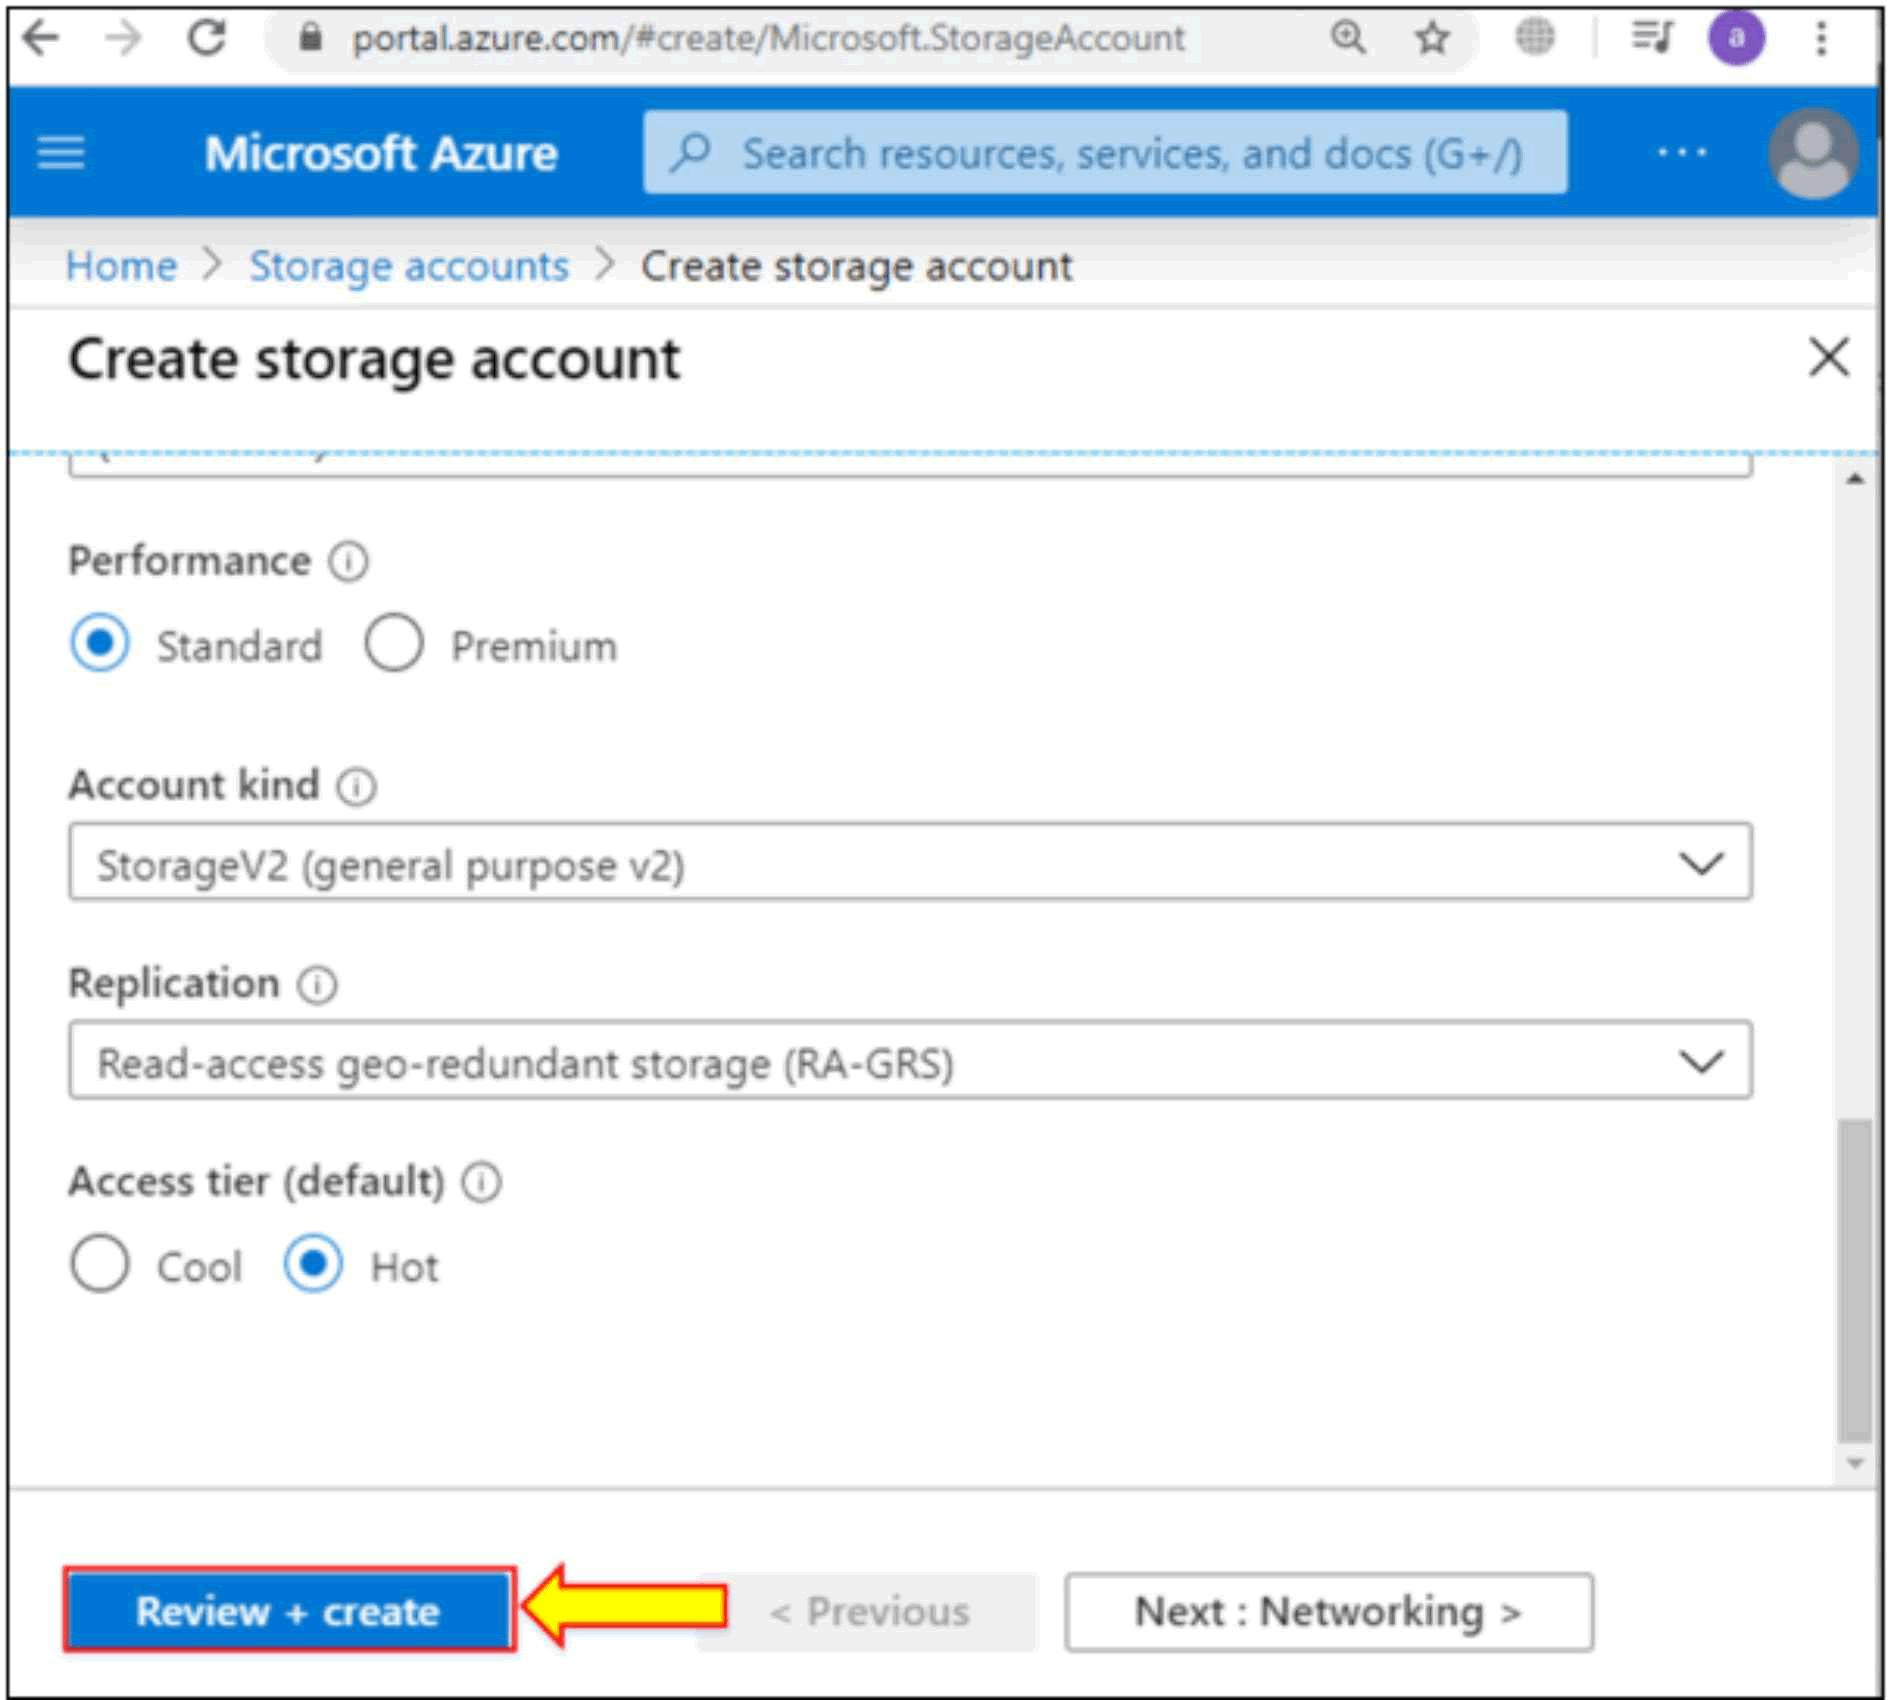 portal.azure.com/#create/Microsoft.StorageAccount
a
Microsoft Azure
Search resources, services, and docs (G+/)
...
Home > Storage accounts > Create storage account
Create storage account
Performance
Standard Premium
Account kind
StorageV2 (general purpose v2)
Replication
Read-access geo-redundant storage (RA-GRS)
Access tier (default)
Cool Hot
Review + create < Previous Next : Networking >